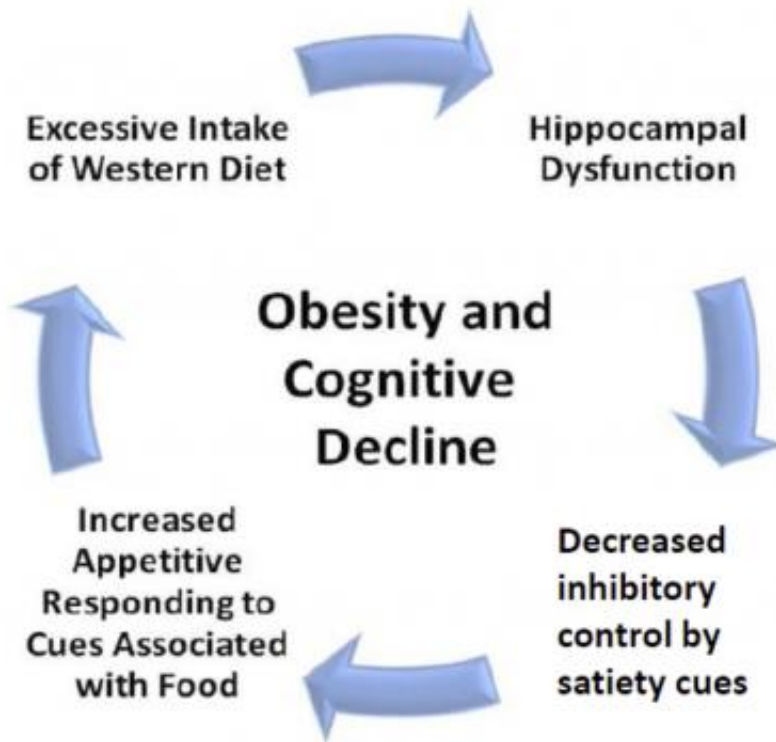 Excessive Intake
of Western Diet
Hippocampal
Dysfunction
Obesity and
Cognitive
Decline
Increased
Appetitive
Responding to
Cues Associated
with Food
Decreased
inhibitory
control by
satiety cues